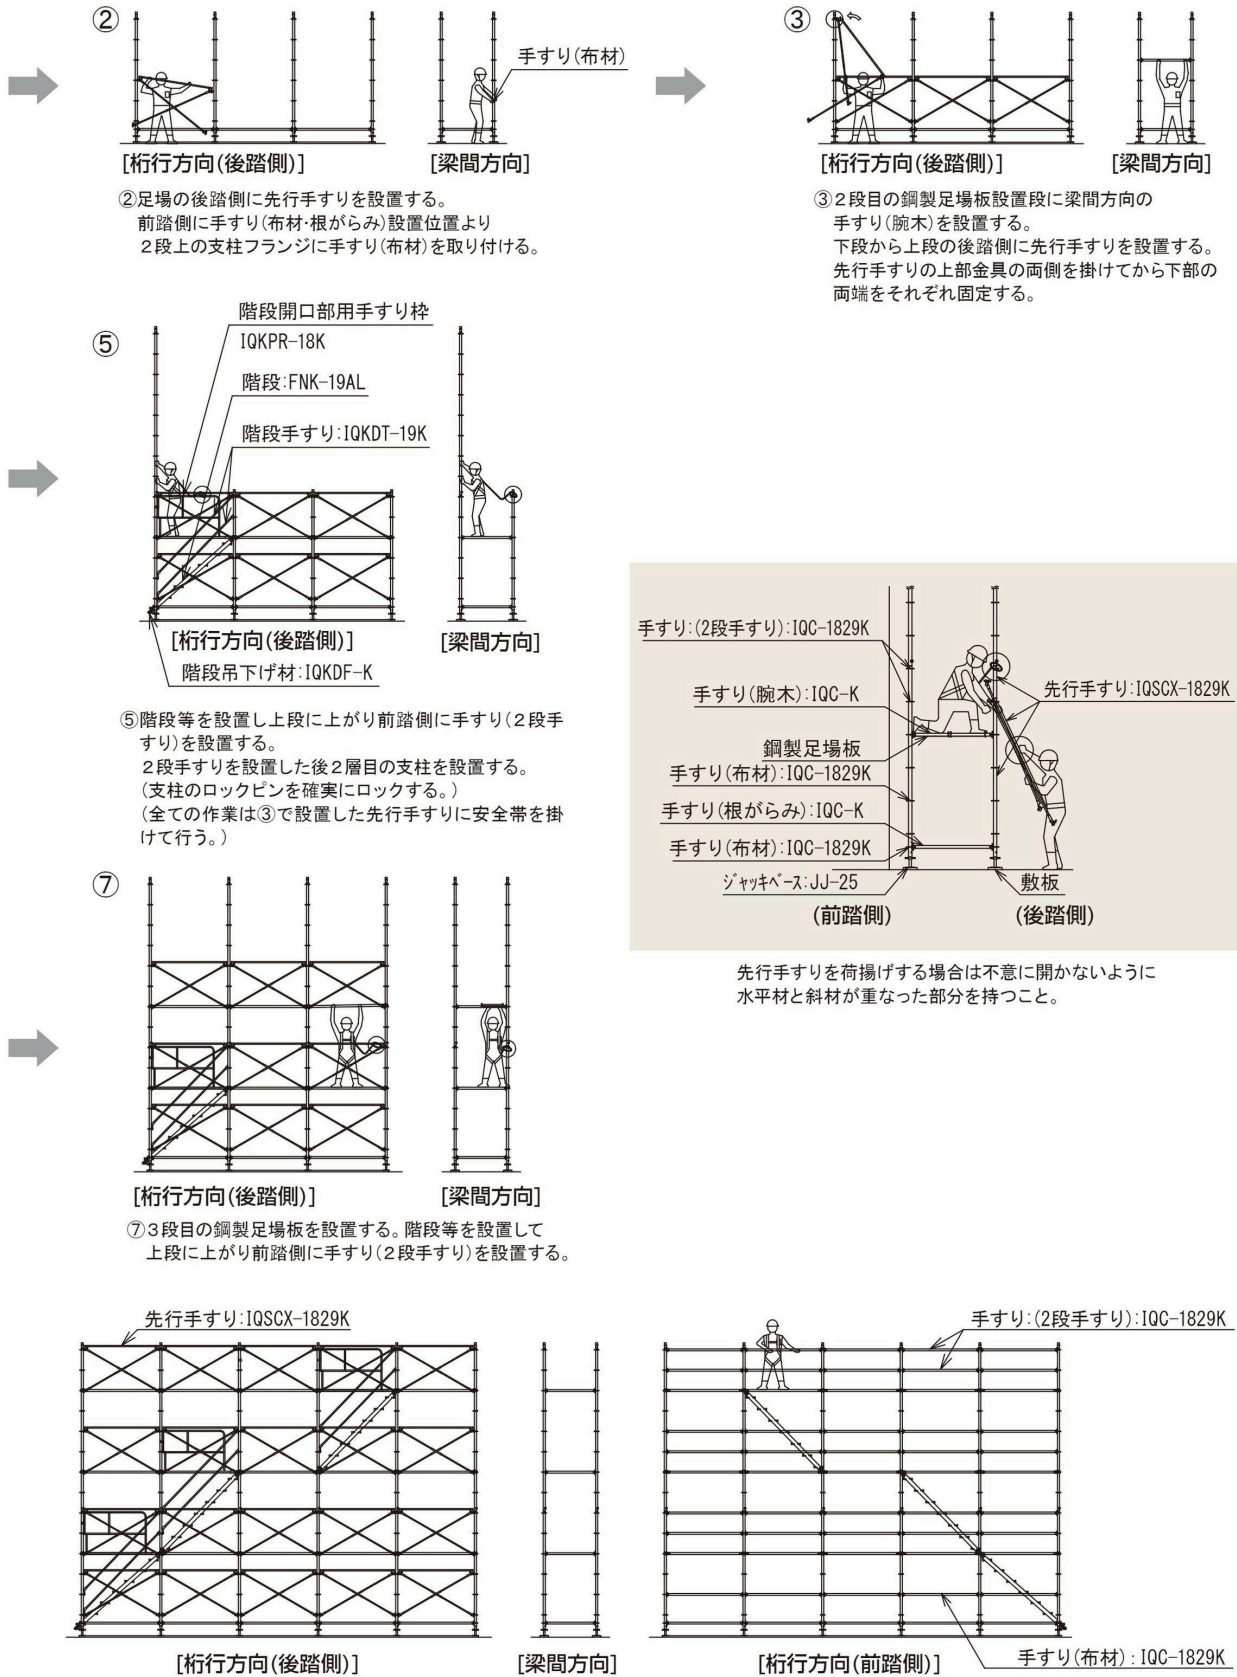 ②
手すり(布材)
[桁行方向(後踏側)]
[梁間方向]
②足場の後踏側に先行手すりを設置する。
前踏側に手すり(布材・根がらみ)設置位置より
２段上の支柱フランジに手すり(布材)を取り付ける。
③
[桁行方向(後踏側)]
[梁間方向]
③２段目の鋼製足場板設置段に梁間方向の
手すり(腕木)を設置する。
下段から上段の後踏側に先行手すりを設置する。
先行手すりの上部金具の両側を掛けてから下部の
両端をそれぞれ固定する。
⑤
階段開口部用手すり枠
IQKPR-18K
階段:FNK-19AL
階段手すり:IQKDT-19K
[桁行方向(後踏側)]
[梁間方向]
階段吊下げ材:IQKDF-K
⑤階段等を設置し上段に上がり前踏側に手すり(２段手
すり)を設置する。
２段手すりを設置した後２層目の支柱を設置する。
(支柱のロックピンを確実にロックする。)
(全ての作業は③で設置した先行手すりに安全帯を掛
けて行う。)
手すり:(2段手すり):IQC-1829K
手すり(腕木):IQC-K
鋼製足場板
手すり(布材):IQC-1829K
手すり(根がらみ):IQC-K
手すり(布材):IQC-1829K
ジャッキベース:JJ-25
先行手すり:IQSCX-1829K
敷板
(前踏側)
(後踏側)
先行手すりを荷揚げする場合は不意に開かないように
水平材と斜材が重なった部分を持つこと。
⑦
[桁行方向(後踏側)]
[梁間方向]
⑦３段目の鋼製足場板を設置する。階段等を設置して
上段に上がり前踏側に手すり(２段手すり)を設置する。
先行手すり:IQSCX-1829K
手すり:(2段手すり):IQC-1829K
[桁行方向(後踏側)]
[梁間方向]
[桁行方向(前踏側)]
手すり(布材):IQC-1829K